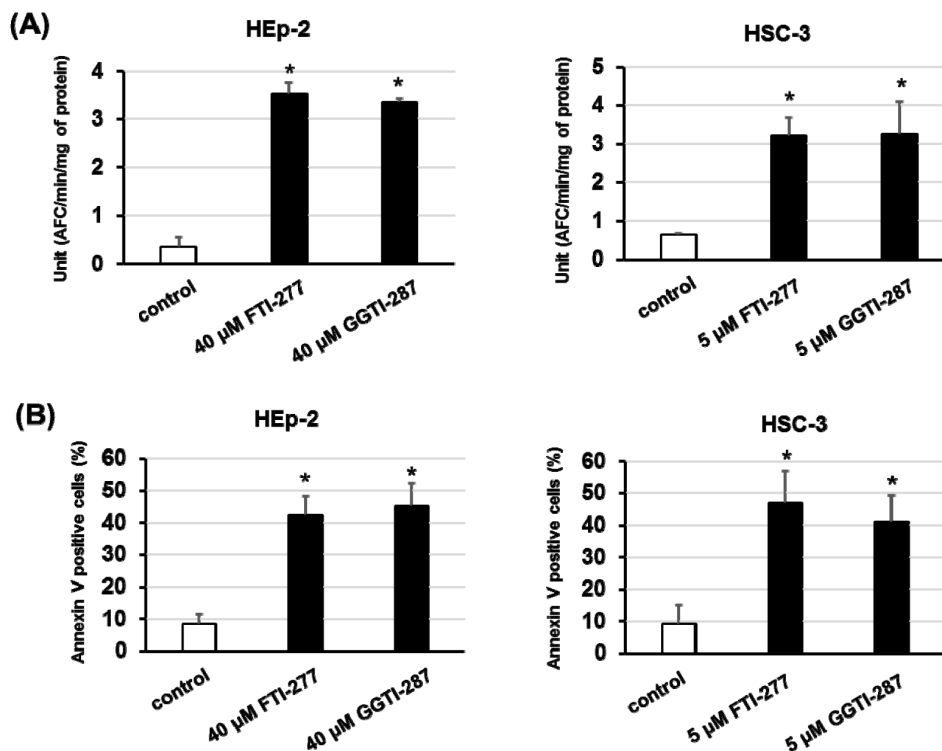 (A)
HEp-2
Unit (AFC/min/mg of protein)
4
3
2
1
0
*
*
control
40 µM FTI-277
40 µM GGTI-287
HSC-3
Unit (AFC/min/mg of protein)
5
4
3
2
1
0
*
*
control
5 µM FTI-277
5 µM GGTI-287
(B)
HEp-2
Annexin V positive cells (%)
60
50
40
30
20
10
0
*
*
control
40 µM FTI-277
40 µM GGTI-287
HSC-3
Annexin V positive cells (%)
60
50
40
30
20
10
0
*
*
control
5 µM FTI-277
5 µM GGTI-287